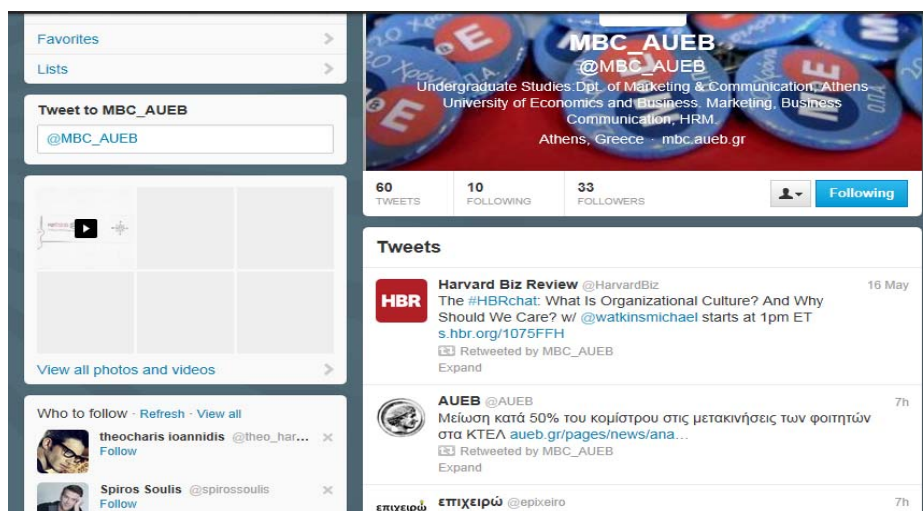 Favorites
Lists
Tweet to MBC_AUEB
@MBC_AUEB
View all photos and videos
Who to follow · Refresh · View all
theocharis ioannidis @theo_har...
Follow
Spiros Soulis @spirossoulis
Follow
MBC_AUEB
@MBC_AUEB
Undergraduate Studies:Dpt. of Marketing & Communication, Athens
University of Economics and Business. Marketing, Business
Communication, HRM.
Athens, Greece · mbc.aueb.gr
60 10 33
TWEETS FOLLOWING FOLLOWERS
Following
Tweets
HBR
Harvard Biz Review @HarvardBiz 16 May
The #HBRchat: What Is Organizational Culture? And Why
Should We Care? w/ @watkinsmichael starts at 1pm ET
s.hbr.org/1075FFH
Retweeted by MBC_AUEB
Expand
AUEB @AUEB 7h
Μείωση κατά 50% του κομίστρου στις μετακινήσεις των φοιτητών
στα ΚΤΕΛ aueb.gr/pages/news/ana…
Retweeted by MBC_AUEB
Expand
επιχειρώ
επιχειρώ @epixeiro 7h